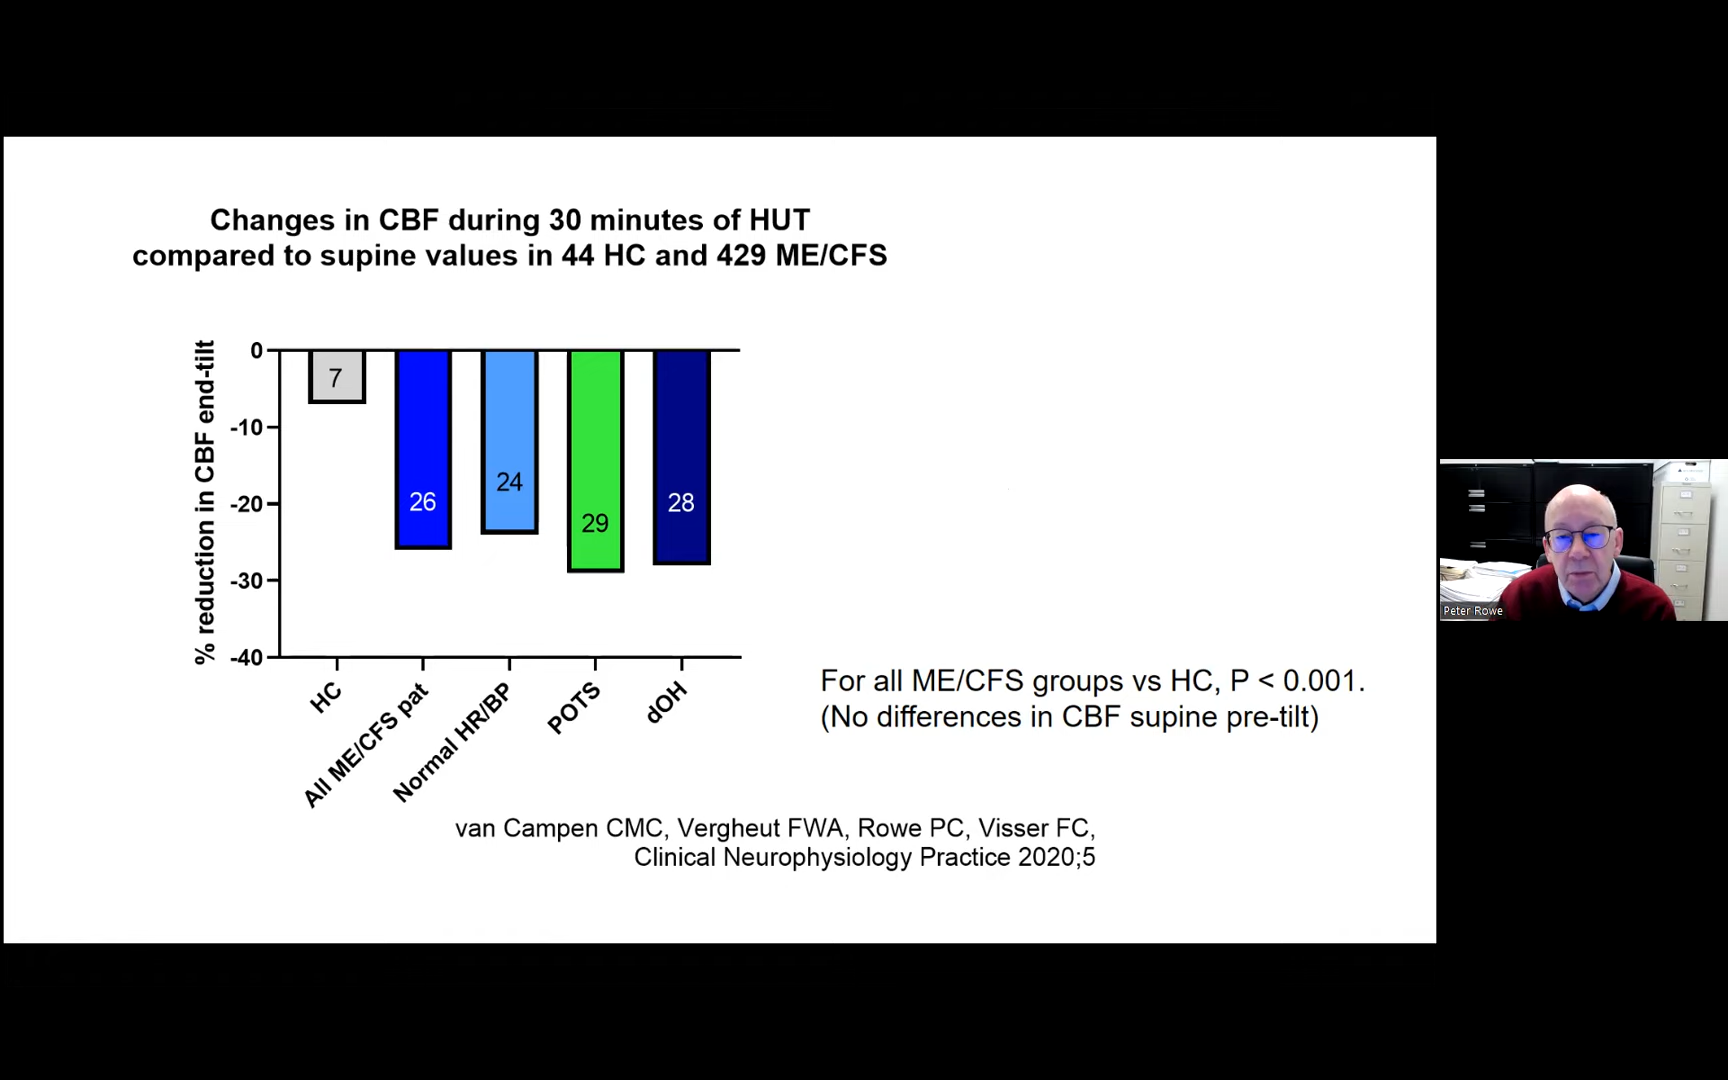 Changes in CBF during 30 minutes of HUT
compared to supine values in 44 HC and 429 ME/CFS
% reduction in CBF end-tilt
0
-10
-20
-30
-40
7
26
24
29
28
HC
All ME/CFS pat
Normal HR/BP
POTS
dOH
For all ME/CFS groups vs HC, P < 0.001.
(No differences in CBF supine pre-tilt)
van Campen CMC, Vergheut FWA, Rowe PC, Visser FC,
Clinical Neurophysiology Practice 2020;5
Peter Rowe